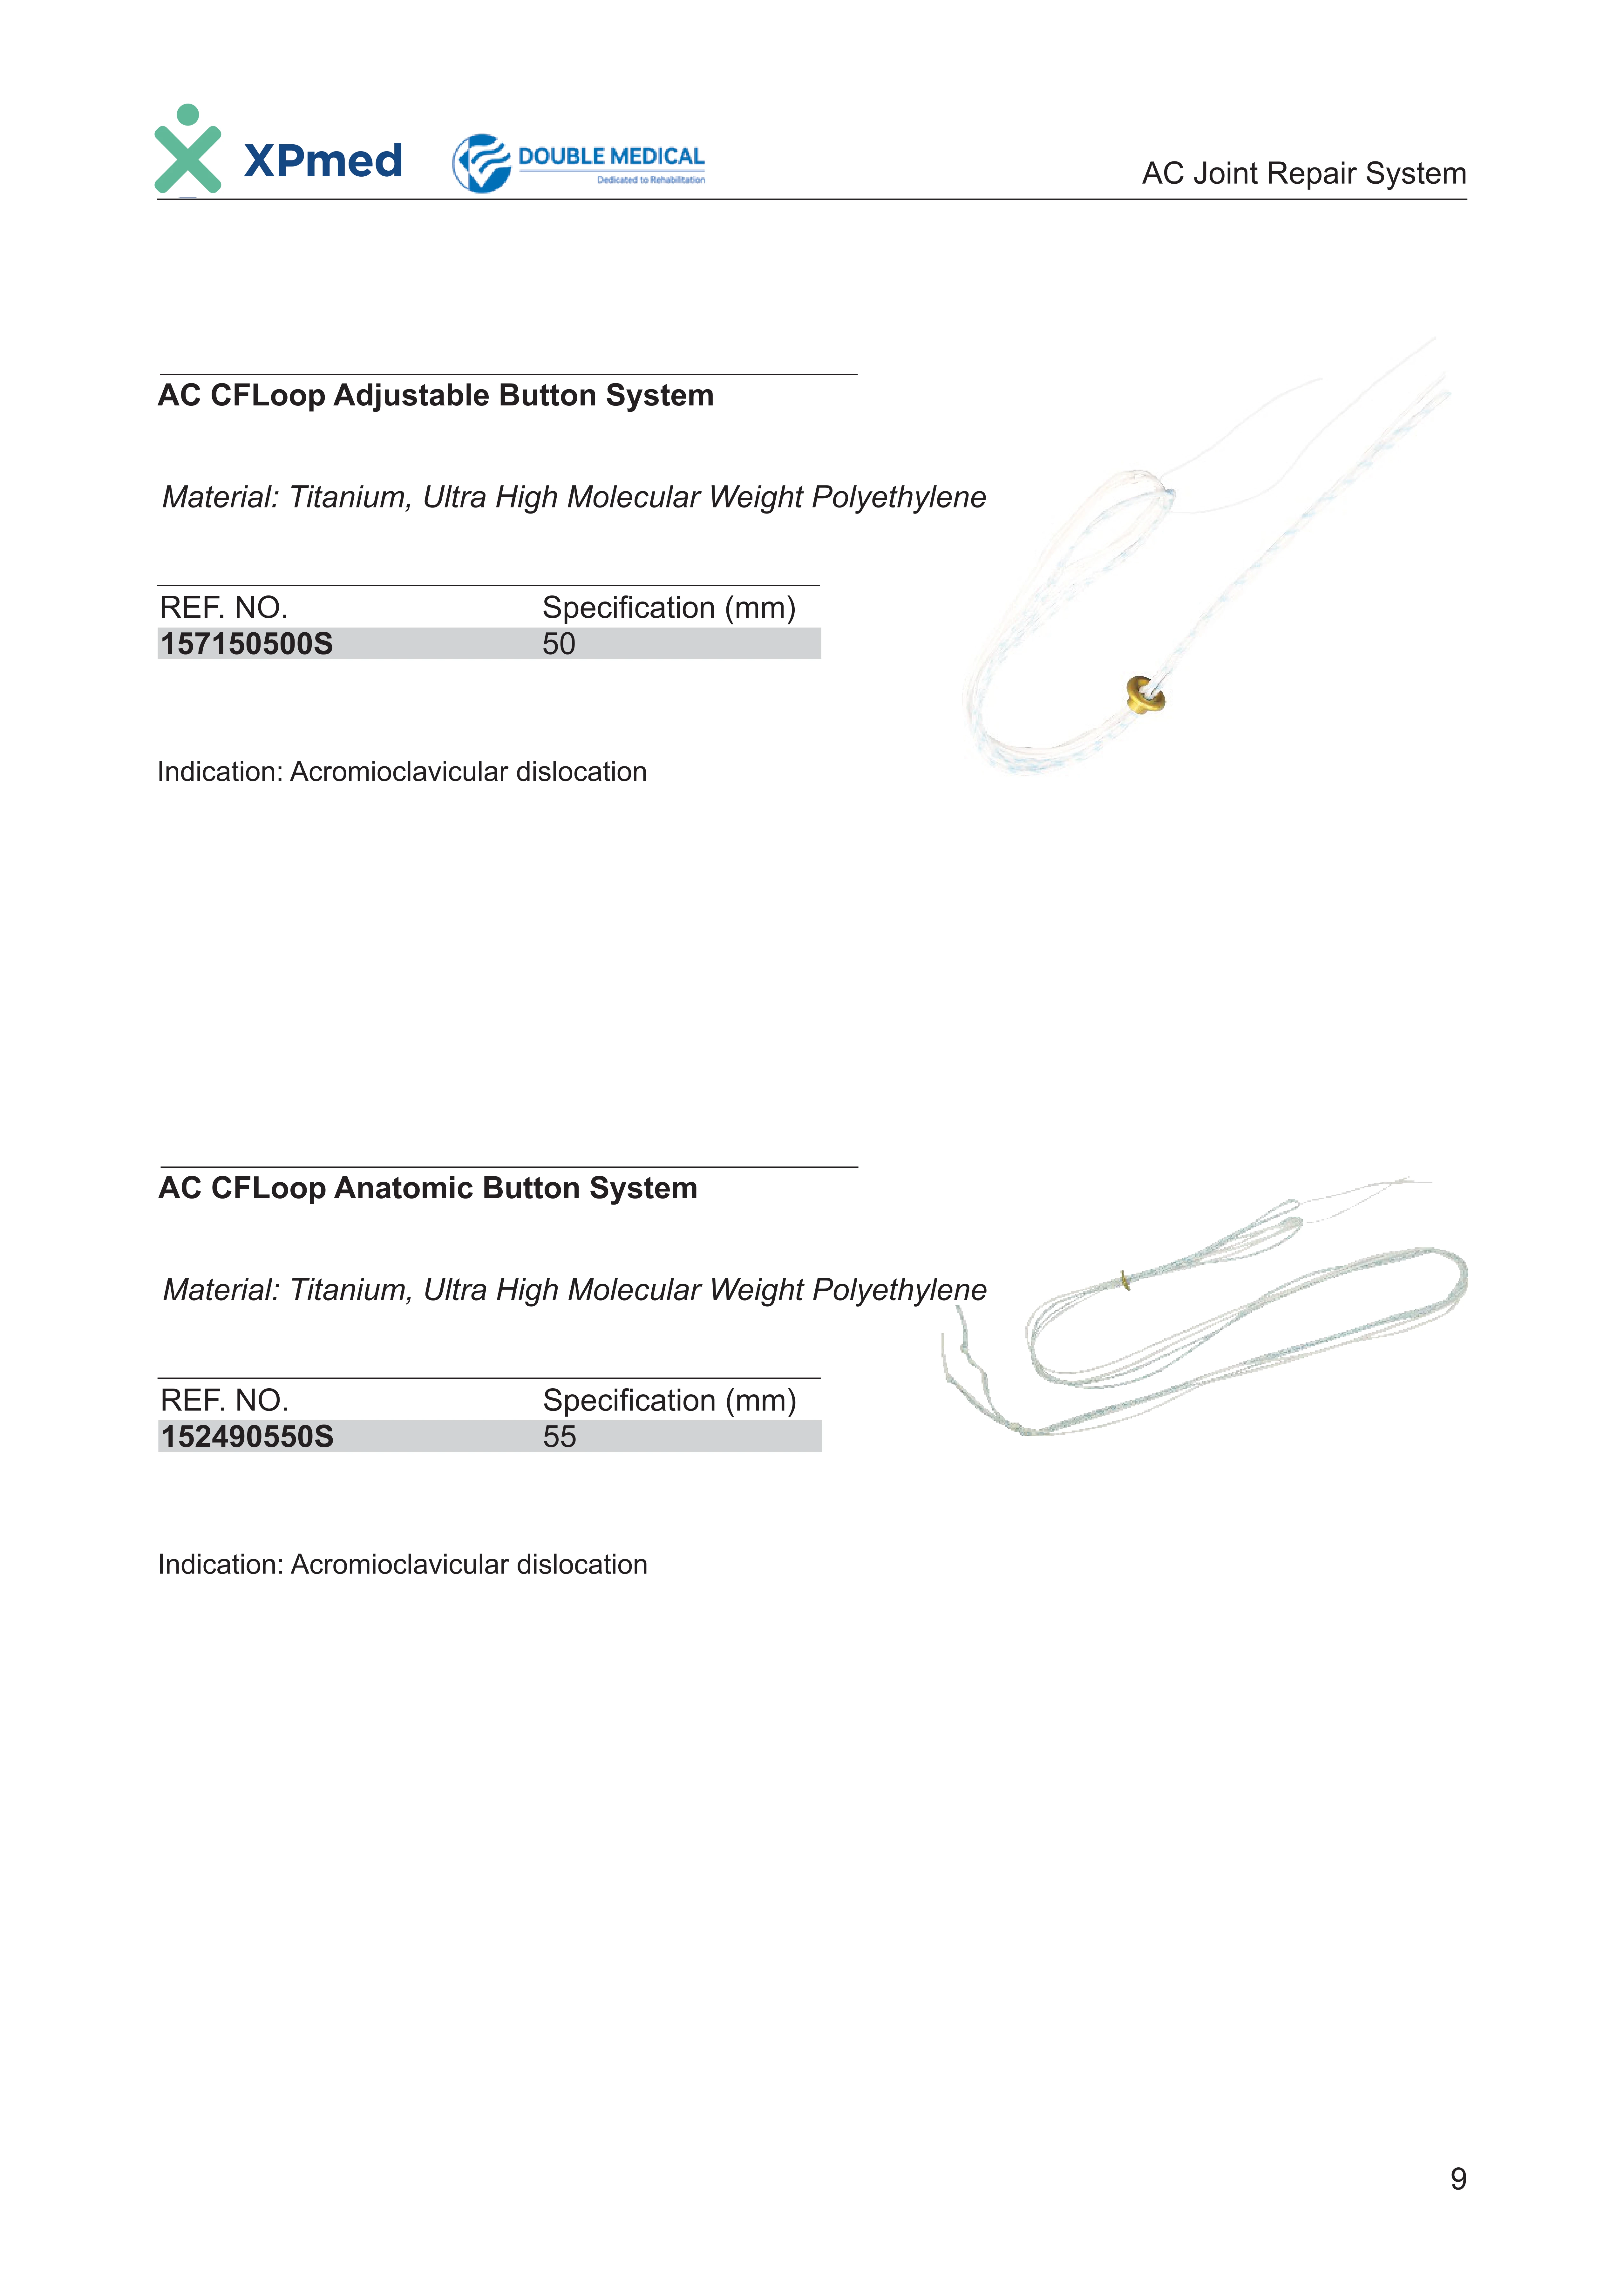 XPmed
DOUBLE MEDICAL
Dedicated to Rehabilitation
AC Joint Repair System
AC CFLoop Adjustable Button System
Material: Titanium, Ultra High Molecular Weight Polyethylene
REF. NO. Specification (mm)
157150500S 50
Indication: Acromioclavicular dislocation
AC CFLoop Anatomic Button System
Material: Titanium, Ultra High Molecular Weight Polyethylene
REF. NO. Specification (mm)
152490550S 55
Indication: Acromioclavicular dislocation
9